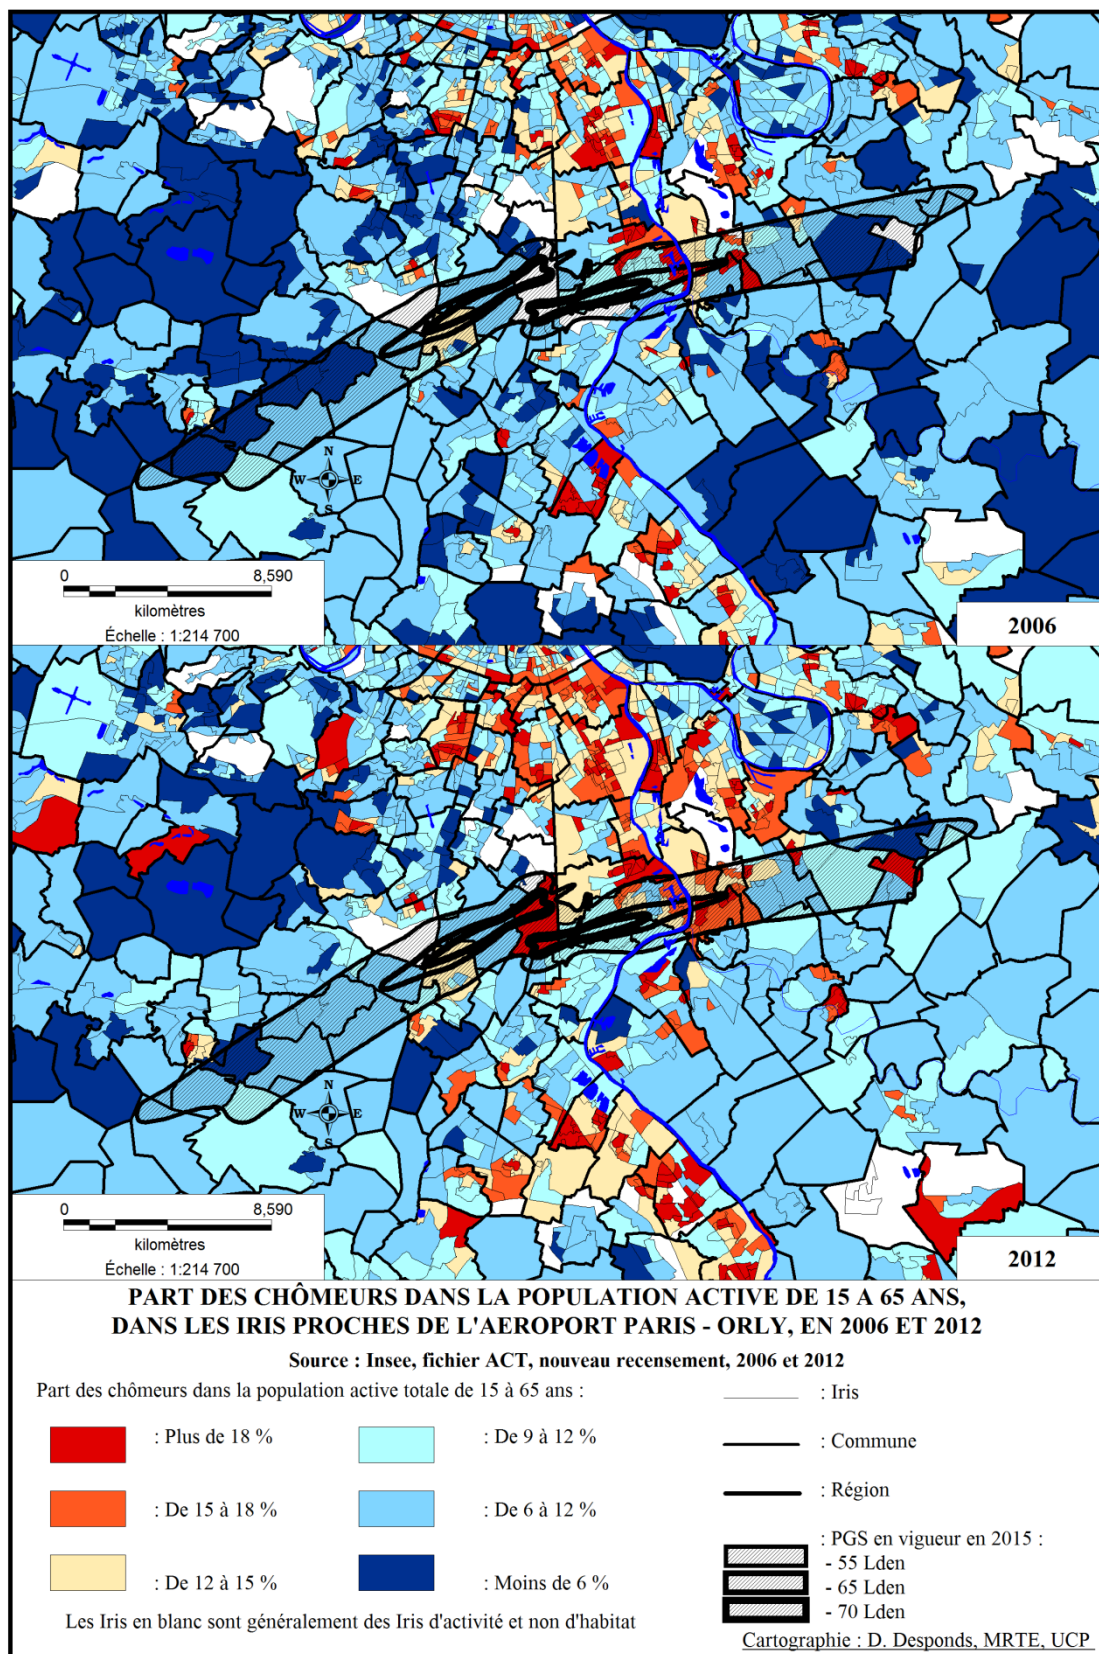 N
W E
S
0 8,590
kilomètres
Échelle : 1:214 700
2006
N
W E
S
0 8,590
kilomètres
Échelle : 1:214 700
2012
PART DES CHÔMEURS DANS LA POPULATION ACTIVE DE 15 A 65 ANS,
DANS LES IRIS PROCHES DE L'AEROPORT PARIS - ORLY, EN 2006 ET 2012
Source : Insee, fichier ACT, nouveau recensement, 2006 et 2012
Part des chômeurs dans la population active totale de 15 à 65 ans :
: Plus de 18 %
: De 15 à 18 %
: De 12 à 15 %
: De 9 à 12 %
: De 6 à 12 %
: Moins de 6 %
Les Iris en blanc sont généralement des Iris d'activité et non d'habitat
: Iris
: Commune
: Région
: PGS en vigueur en 2015 :
- 55 Lden
- 65 Lden
- 70 Lden
Cartographie : D. Desponds, MRTE, UCP